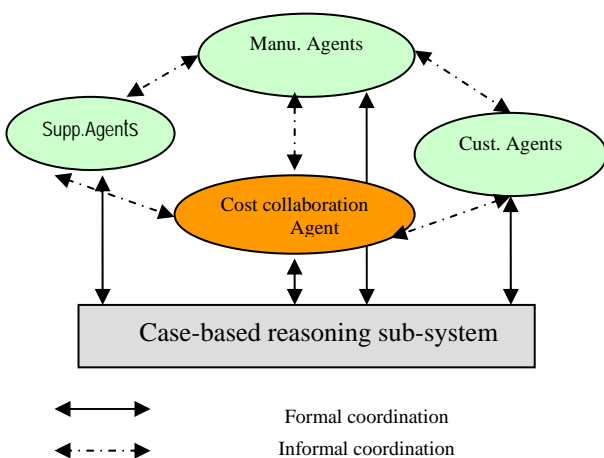 Manu. Agents
Supp.Agents
Cust. Agents
Cost collaboration
Agent
Case-based reasoning sub-system
Formal coordination
Informal coordination